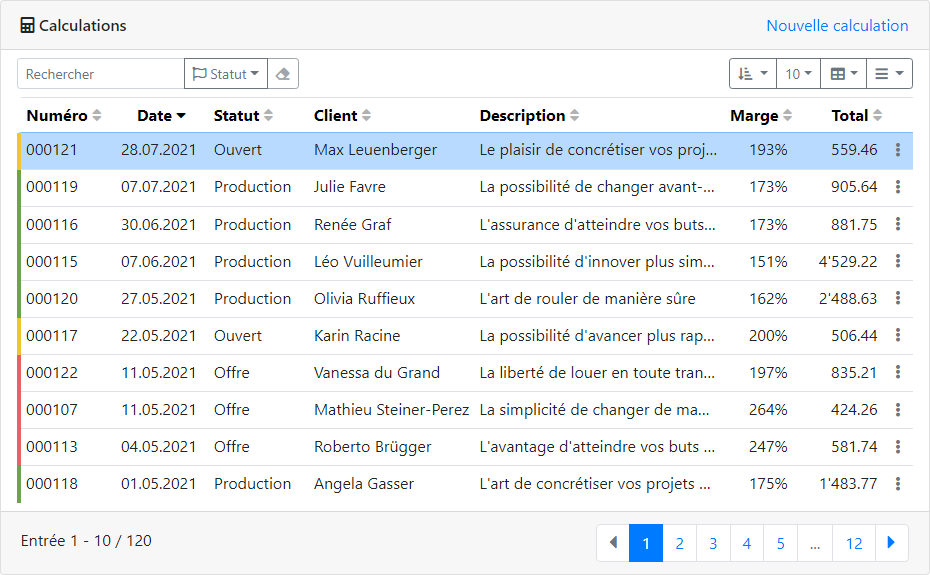 Calculations Nouvelle calculation
Rechercher Statut 10
Numéro Date Statut Client Description Marge Total
000121 28.07.2021 Ouvert Max Leuenberger Le plaisir de concrétiser vos proj... 193% 559.46
000119 07.07.2021 Production Julie Favre La possibilité de changer avant-... 173% 905.64
000116 30.06.2021 Production Renée Graf L'assurance d'atteindre vos buts... 173% 881.75
000115 07.06.2021 Production Léo Vuilleumier La possibilité d'innover plus sim... 151% 4'529.22
000120 27.05.2021 Production Olivia Ruffieux L'art de rouler de manière sûre 162% 2'488.63
000117 22.05.2021 Ouvert Karin Racine La possibilité d'avancer plus rap... 200% 506.44
000122 11.05.2021 Offre Vanessa du Grand La liberté de louer en toute tran... 197% 835.21
000107 11.05.2021 Offre Mathieu Steiner-Perez La simplicité de changer de ma... 264% 424.26
000113 04.05.2021 Offre Roberto Brügger L'avantage d'atteindre vos buts ... 247% 581.74
000118 01.05.2021 Production Angela Gasser L'art de concrétiser vos projets ... 175% 1'483.77
Entrée 1 - 10 / 120 1 2 3 4 5 ... 12